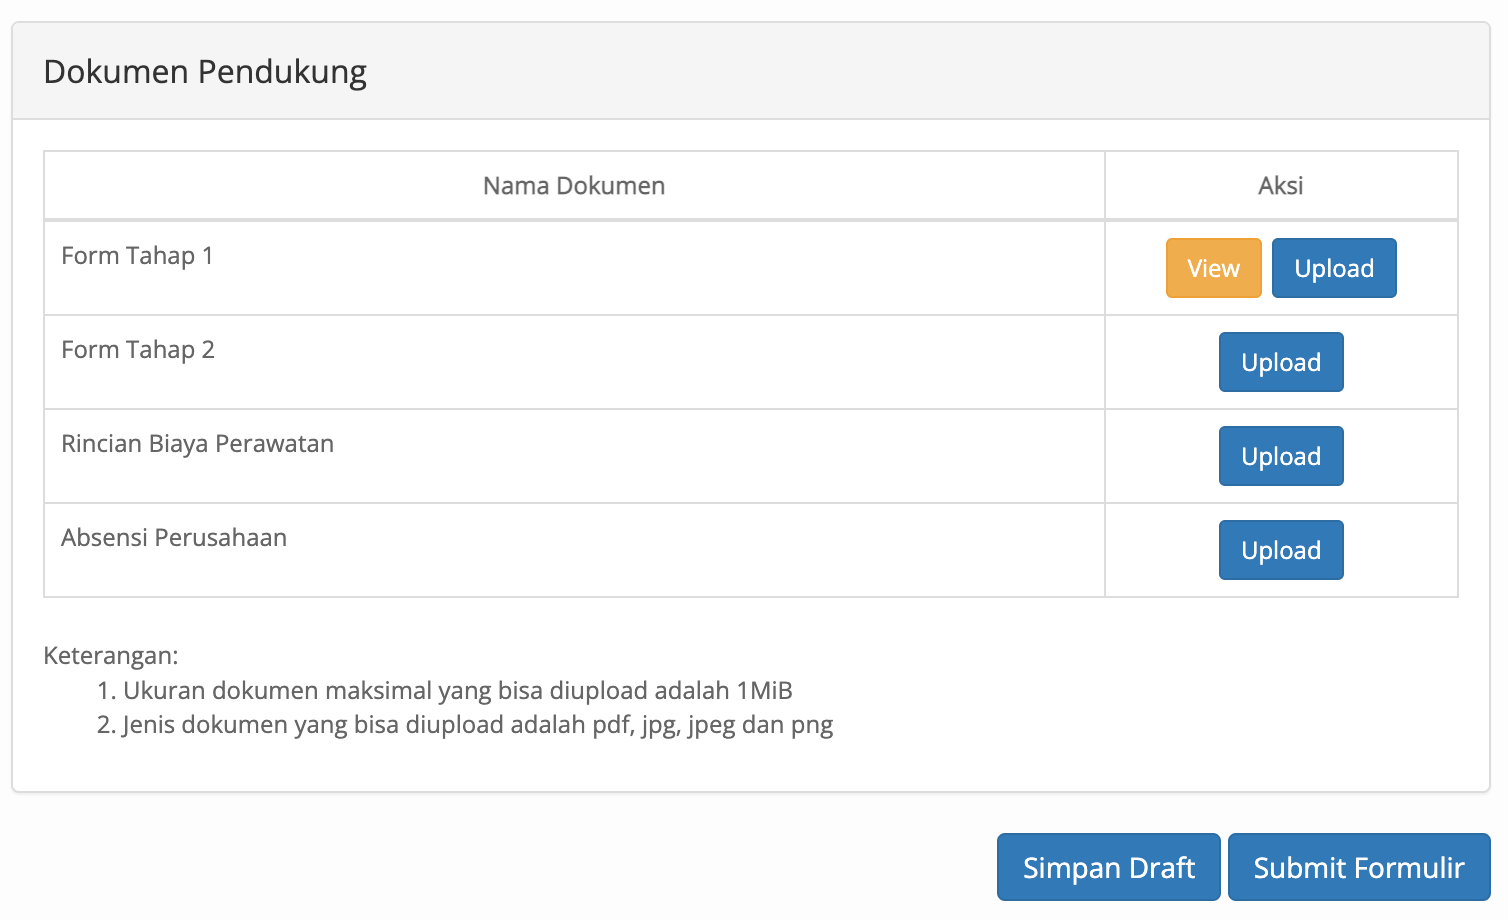 Dokumen Pendukung
Nama Dokumen Aksi
Form Tahap 1 View Upload
Form Tahap 2 Upload
Rincian Biaya Perawatan Upload
Absensi Perusahaan Upload
Keterangan:
1. Ukuran dokumen maksimal yang bisa diupload adalah 1MiB
2. Jenis dokumen yang bisa diupload adalah pdf, jpg, jpeg dan png
Simpan Draft Submit Formulir